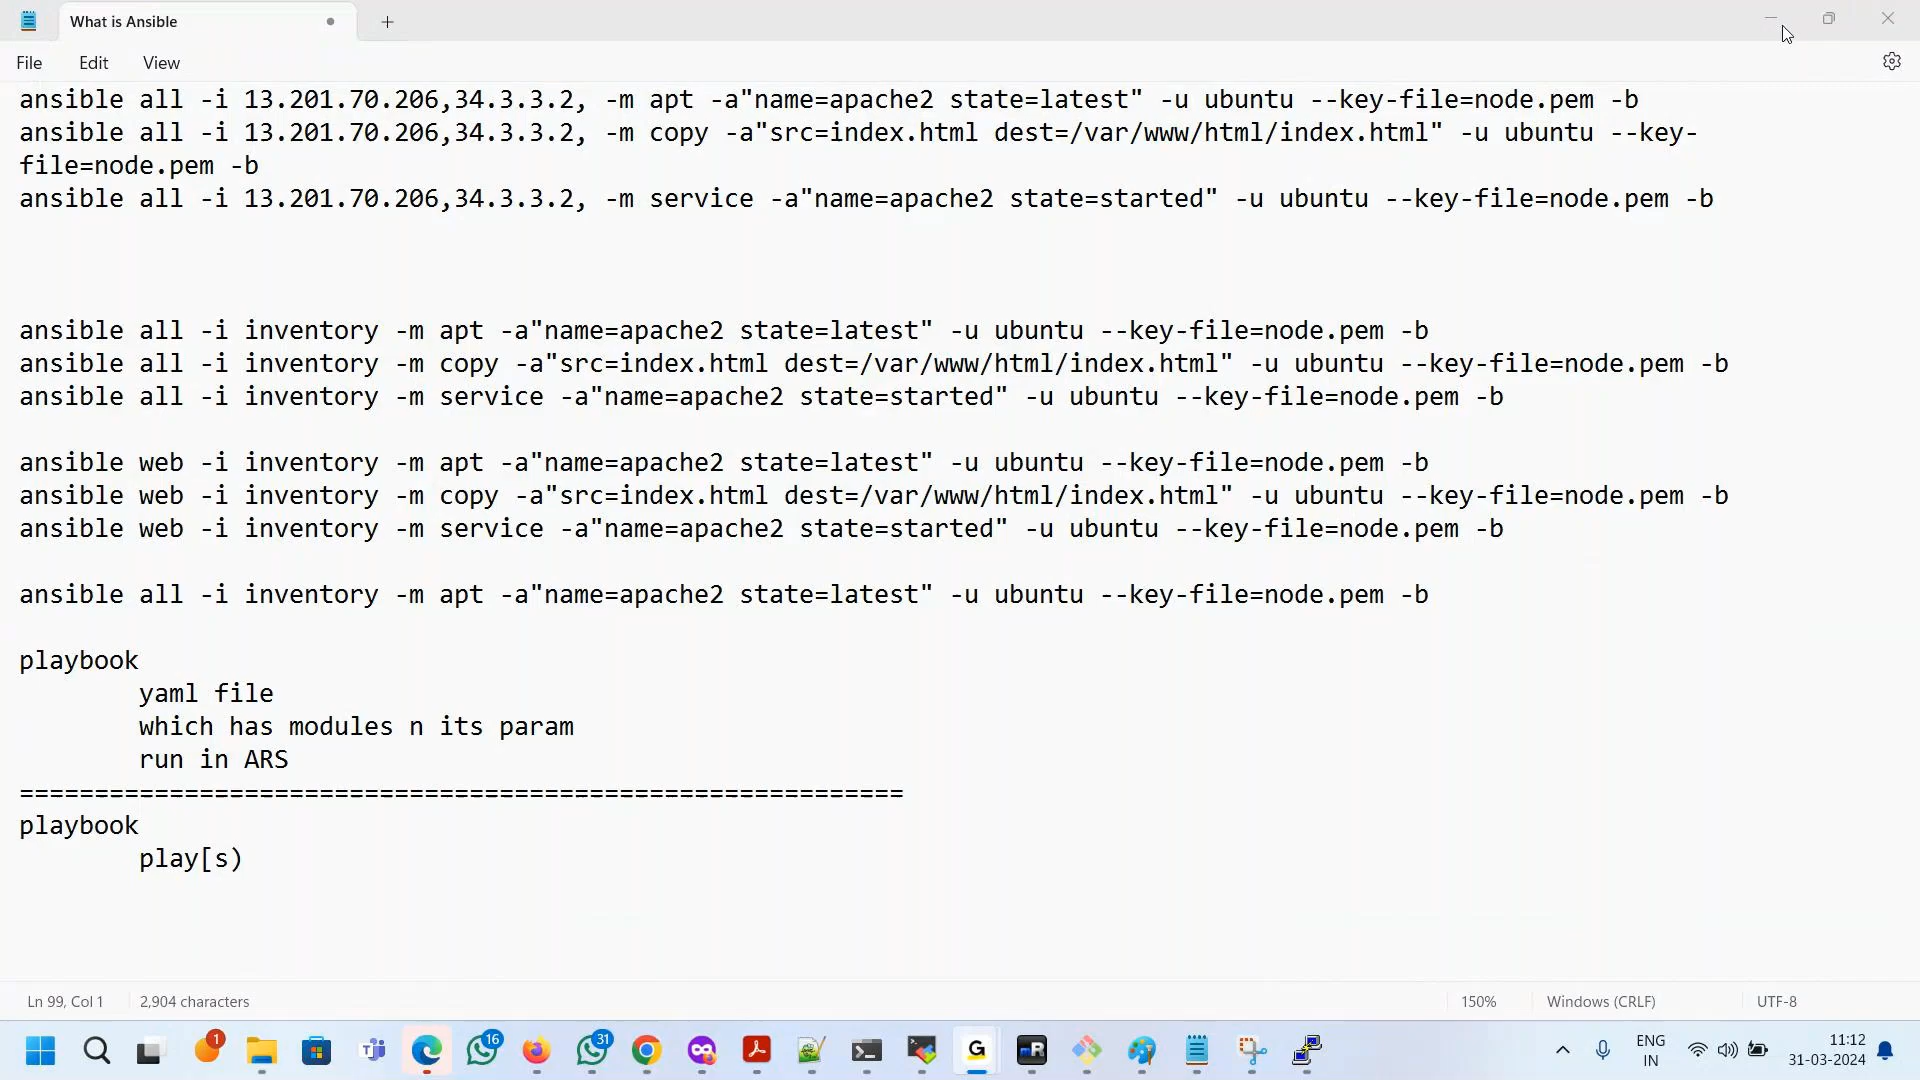 What is Ansible
File Edit View
ansible all -i 13.201.70.206,34.3.3.2, -m apt -a"name=apache2 state=latest" -u ubuntu --key-file=node.pem -b
ansible all -i 13.201.70.206,34.3.3.2, -m copy -a"src=index.html dest=/var/www/html/index.html" -u ubuntu --key-
file=node.pem -b
ansible all -i 13.201.70.206,34.3.3.2, -m service -a"name=apache2 state=started" -u ubuntu --key-file=node.pem -b
ansible all -i inventory -m apt -a"name=apache2 state=latest" -u ubuntu --key-file=node.pem -b
ansible all -i inventory -m copy -a"src=index.html dest=/var/www/html/index.html" -u ubuntu --key-file=node.pem -b
ansible all -i inventory -m service -a"name=apache2 state=started" -u ubuntu --key-file=node.pem -b
ansible web -i inventory -m apt -a"name=apache2 state=latest" -u ubuntu --key-file=node.pem -b
ansible web -i inventory -m copy -a"src=index.html dest=/var/www/html/index.html" -u ubuntu --key-file=node.pem -b
ansible web -i inventory -m service -a"name=apache2 state=started" -u ubuntu --key-file=node.pem -b
ansible all -i inventory -m apt -a"name=apache2 state=latest" -u ubuntu --key-file=node.pem -b
playbook
yaml file
which has modules n its param
run in ARS
===========================================================
playbook
play[s)
Ln 99, Col 1 2,904 characters 150% Windows (CRLF) UTF-8
1 16 31 G R ENG 11:12
IN 31-03-2024